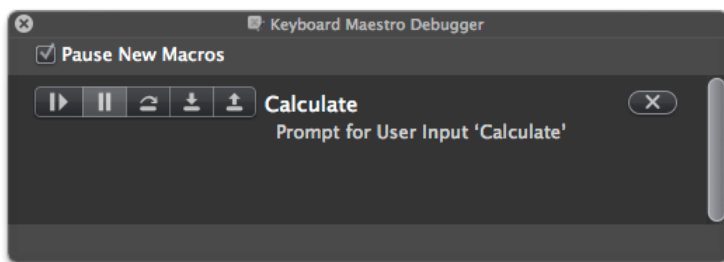 Keyboard Maestro Debugger
Pause New Macros
Calculate
Prompt for User Input ‘Calculate’